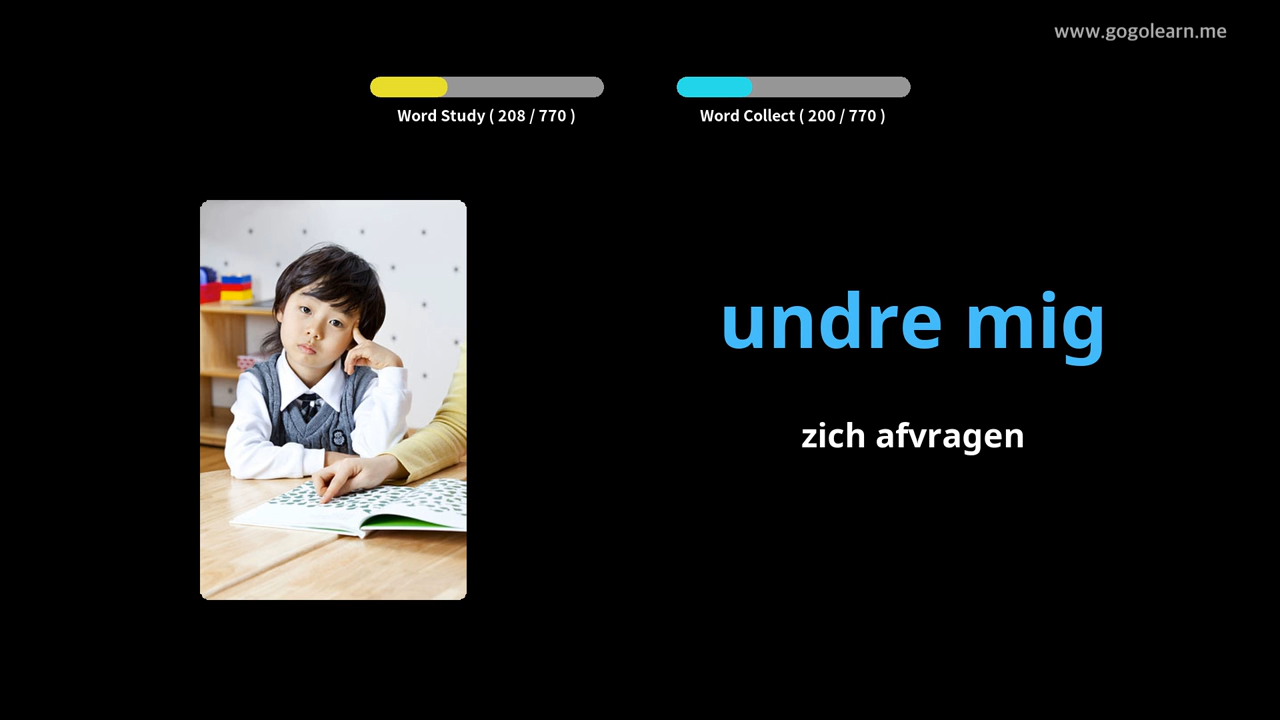 www.gogolearn.me
Word Study ( 208 / 770 )
Word Collect ( 200 / 770 )
undre mig
zich afvragen